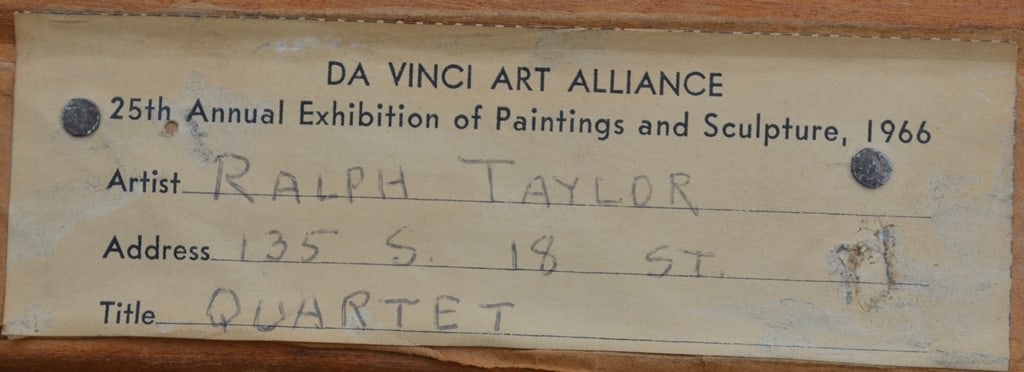 DA VINCI ART ALLIANCE
25th Annual Exhibition of Paintings and Sculpture, 1966
Artist RALPH TAYLOR
Address 135 S. 18 ST.
Title QUARTET